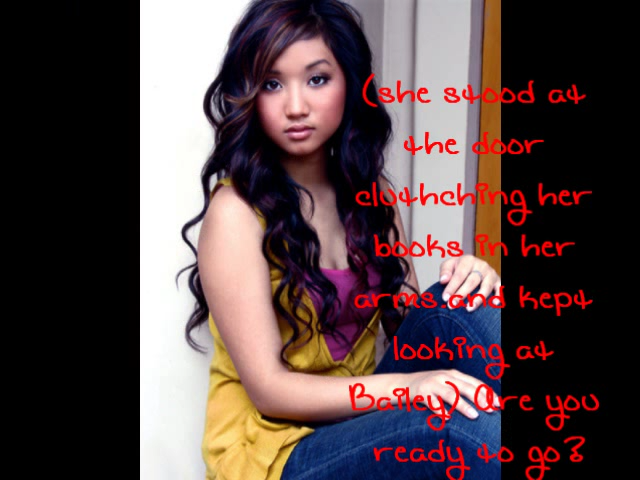 (she stood at
the door
cluthching her
books in her
arms.and kept
looking at
Bailey) Are you
ready to go?